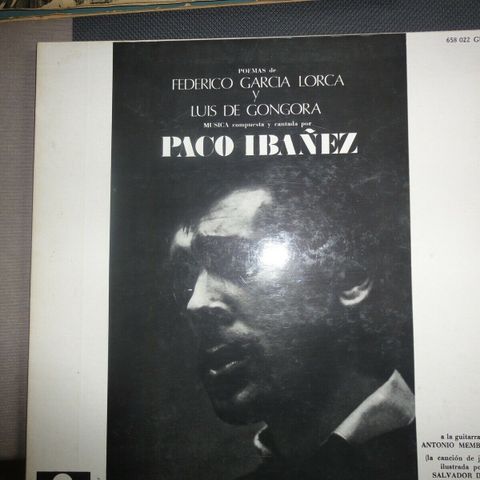 658 022
POEMAS de
FEDERICO GARCIA LORCA
y
LUIS DE GONGORA
MUSICA compuesta y cantada por
PACO IBAÑEZ
a la guitarra
ANTONIO MEMB
(la canción de j
ilustrada po
SALVADOR D